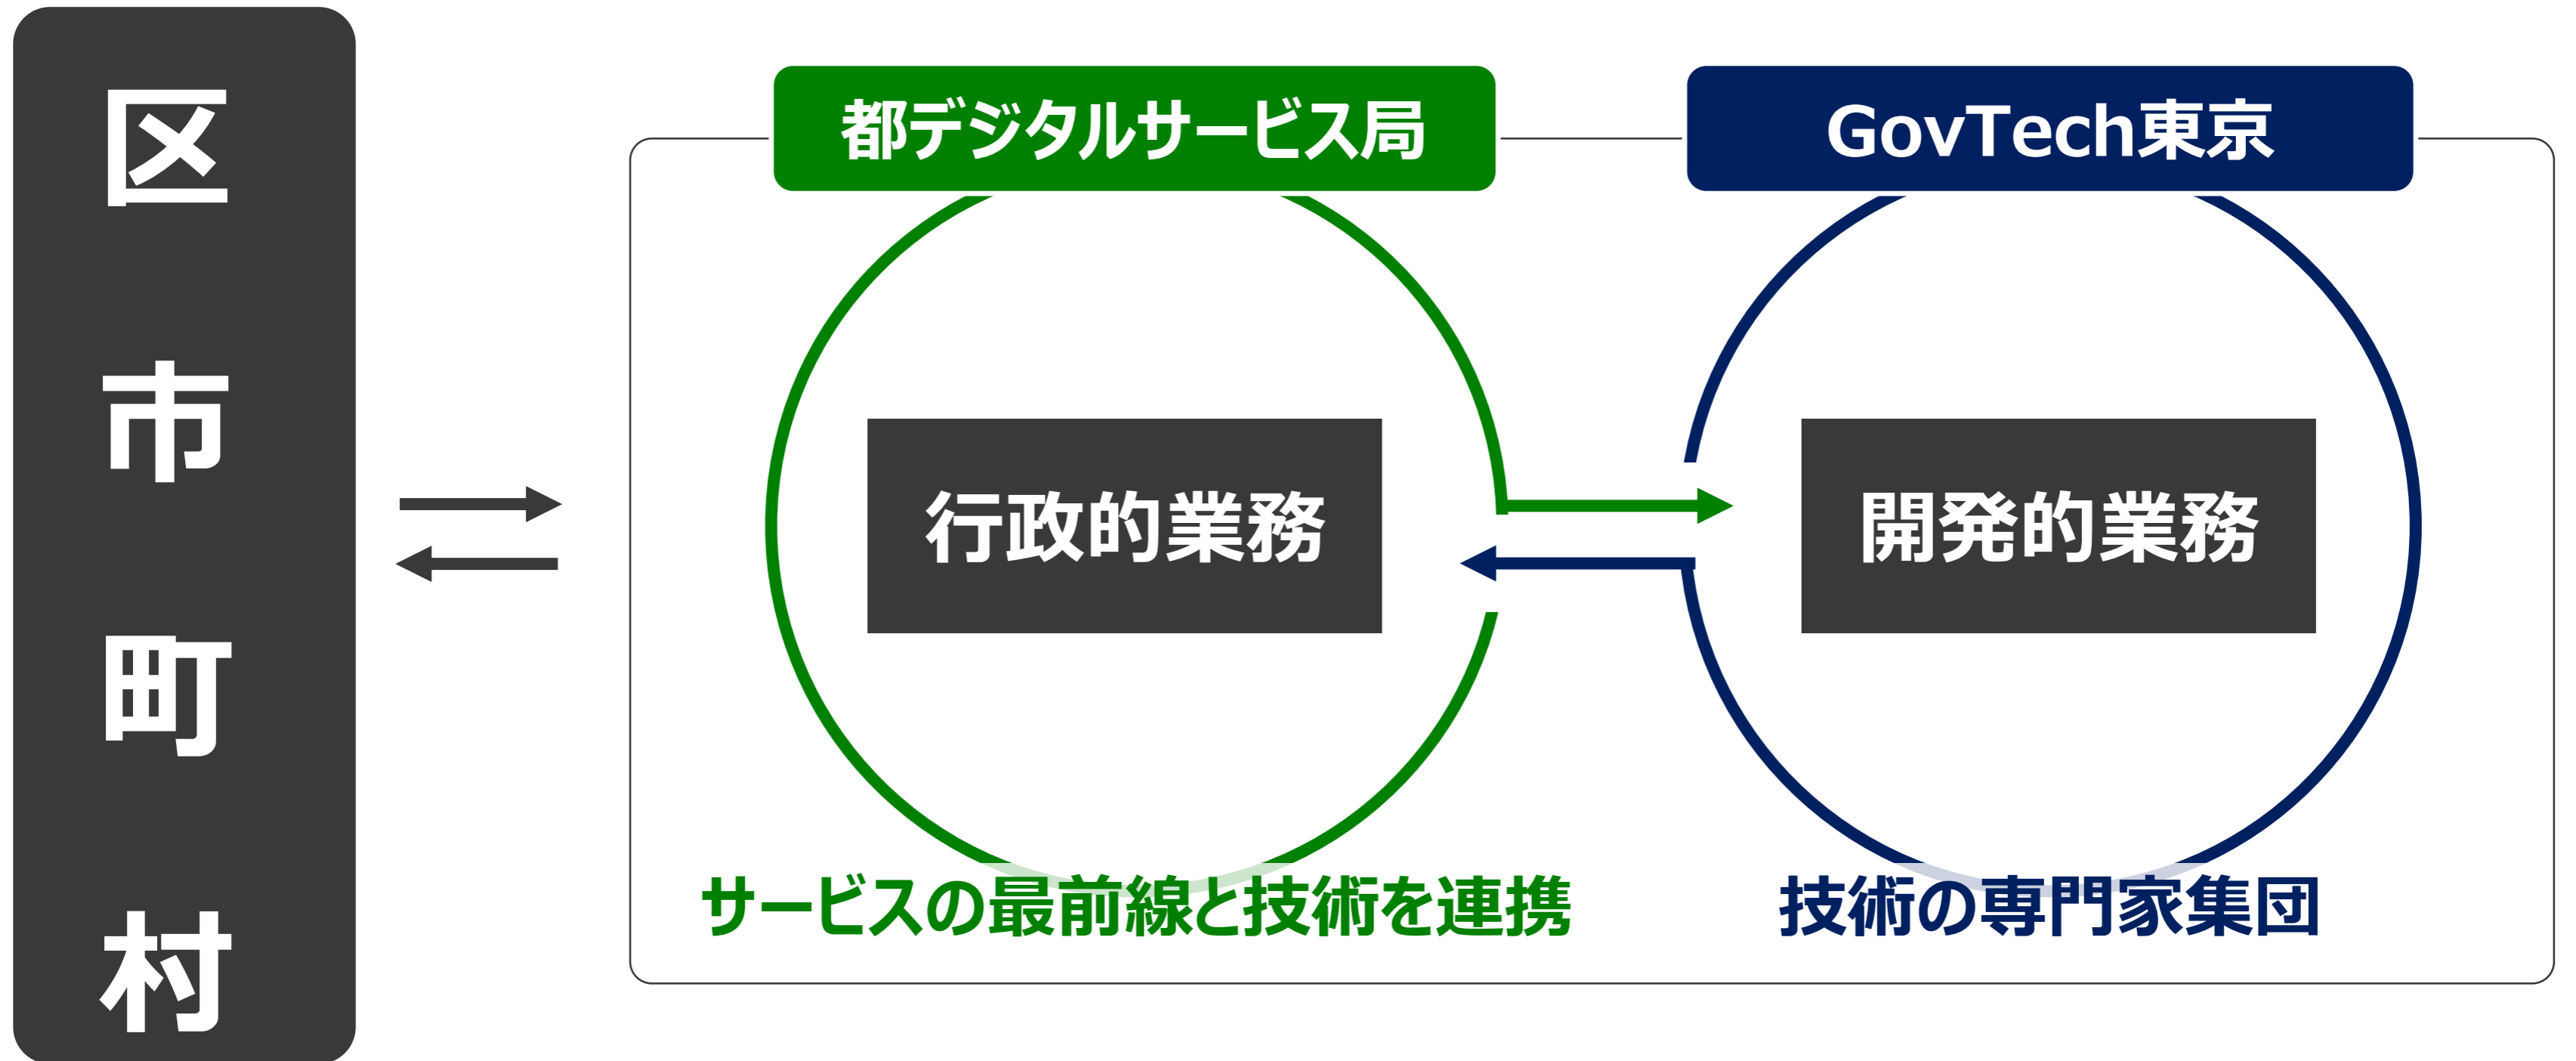 区市町村
都デジタルサービス局
GovTech東京
行政的業務
開発的業務
サービスの最前線と技術を連携
技術の専門家集団